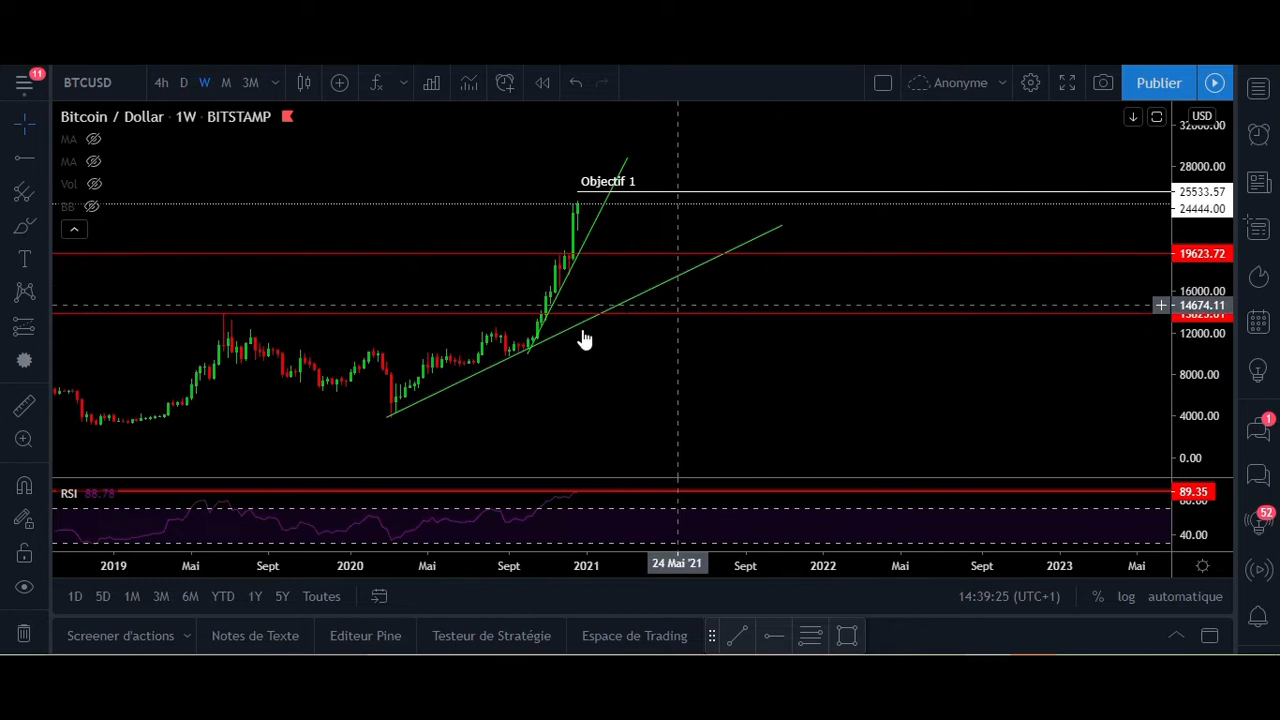 11
BTCUSD 4h D W M 3M Anonyme Publier
Bitcoin / Dollar · 1W · BITSTAMP USD
MA
MA
Vol
BB
Objectif 1
32000.00
28000.00
25533.57
24444.00
19623.72
16000.00
14674.11
12000.00
8000.00
4000.00
0.00
RSI 88.78
89.35
40.00
2019 Mai Sept 2020 Mai Sept 2021 24 Mai '21 Sept 2022 Mai Sept 2023 Mai
1D 5D 1M 3M 6M YTD 1Y 5Y Toutes 14:39:25 (UTC+1) % log automatique
Screener d'actions Notes de Texte Editeur Pine Testeur de Stratégie Espace de Trading
1
52